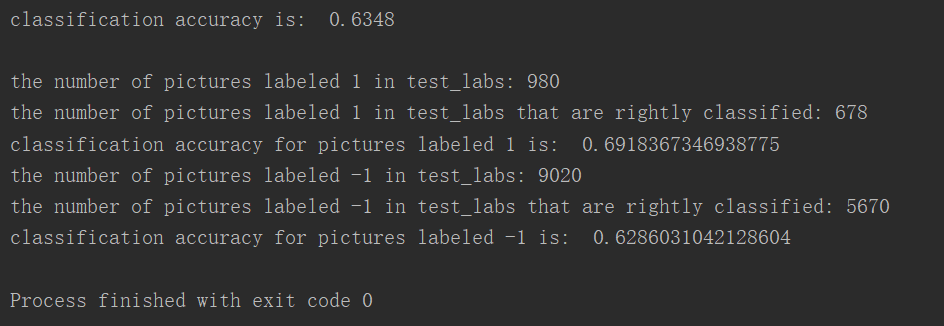 classification accuracy is:  0.6348
the number of pictures labeled 1 in test_labs: 980
the number of pictures labeled 1 in test_labs that are rightly classified: 678
classification accuracy for pictures labeled 1 is:  0.6918367346938775
the number of pictures labeled -1 in test_labs: 9020
the number of pictures labeled -1 in test_labs that are rightly classified: 5670
classification accuracy for pictures labeled -1 is:  0.6286031042128604
Process finished with exit code 0